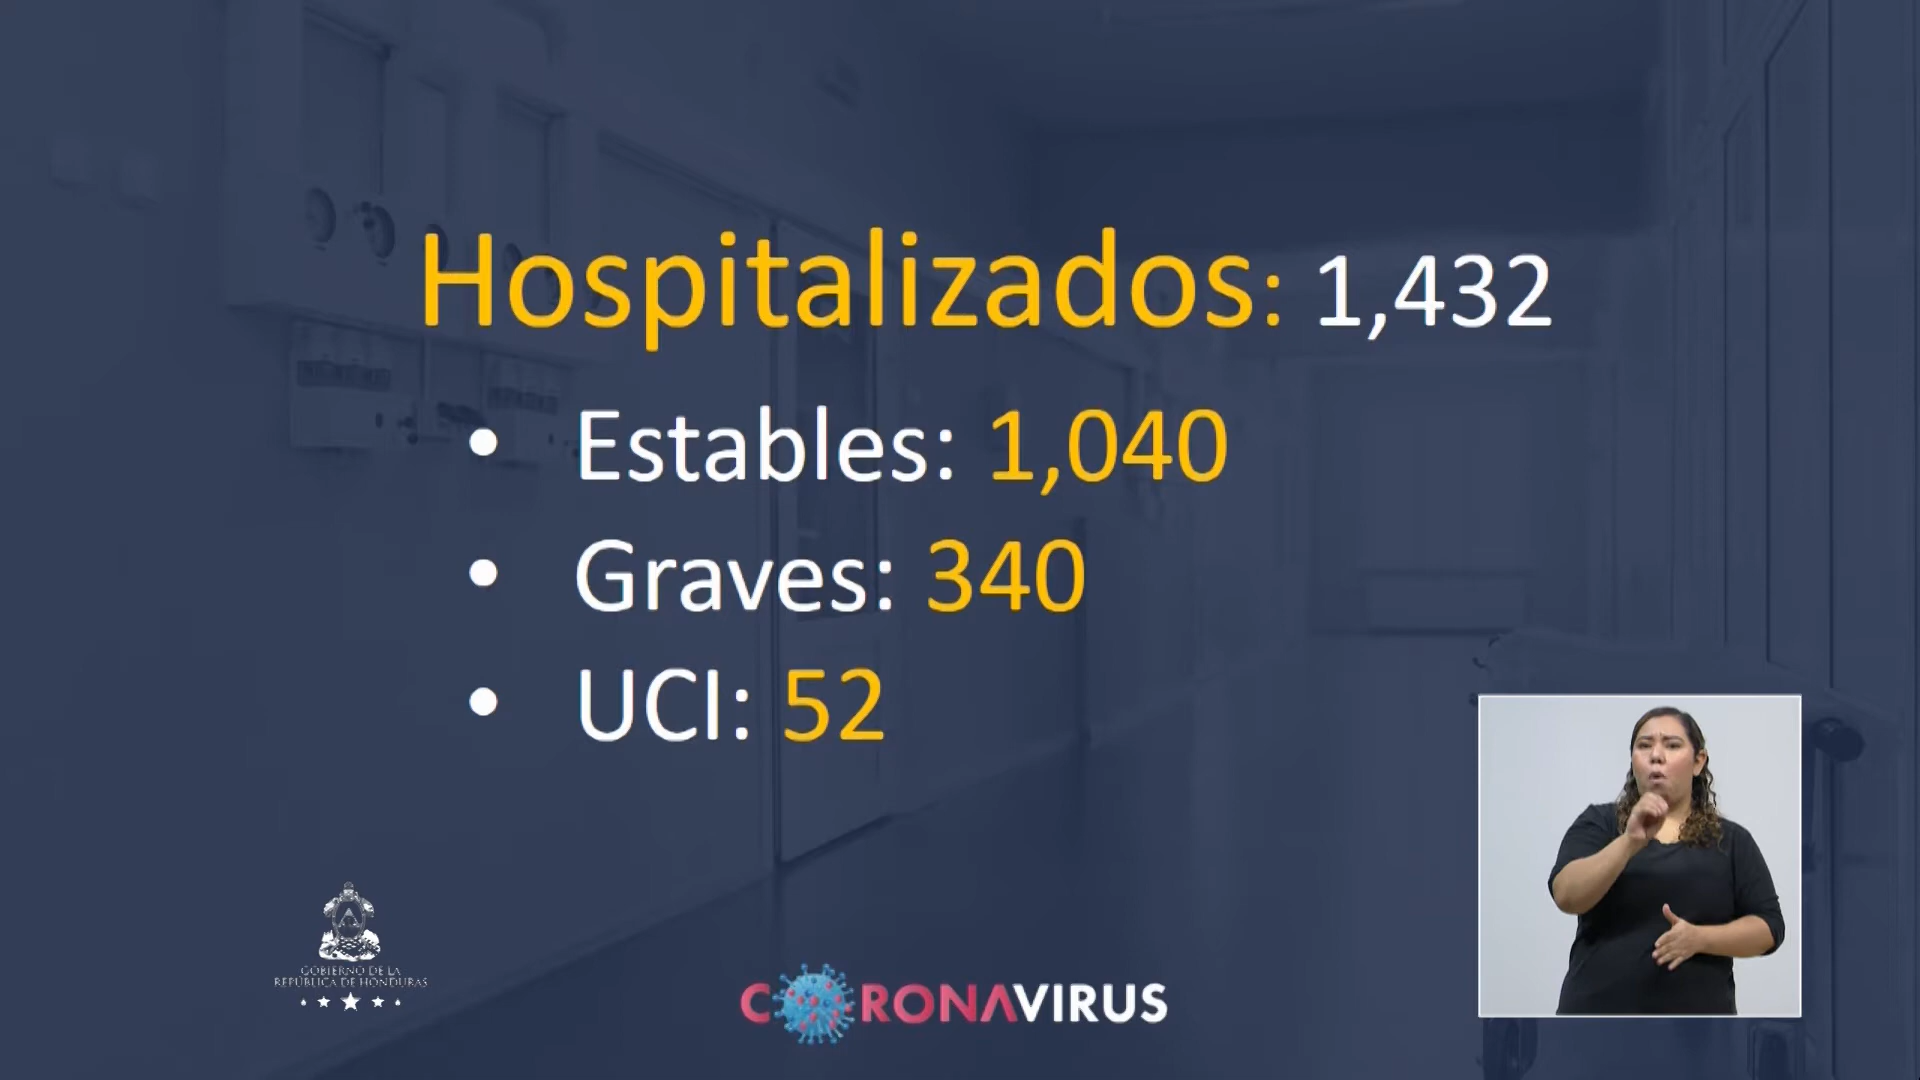 Hospitalizados: 1,432
• Estables: 1,040
• Graves: 340
• UCI: 52
GOBIERNO DE LA
REPÚBLICA DE HONDURAS
CORONAVIRUS